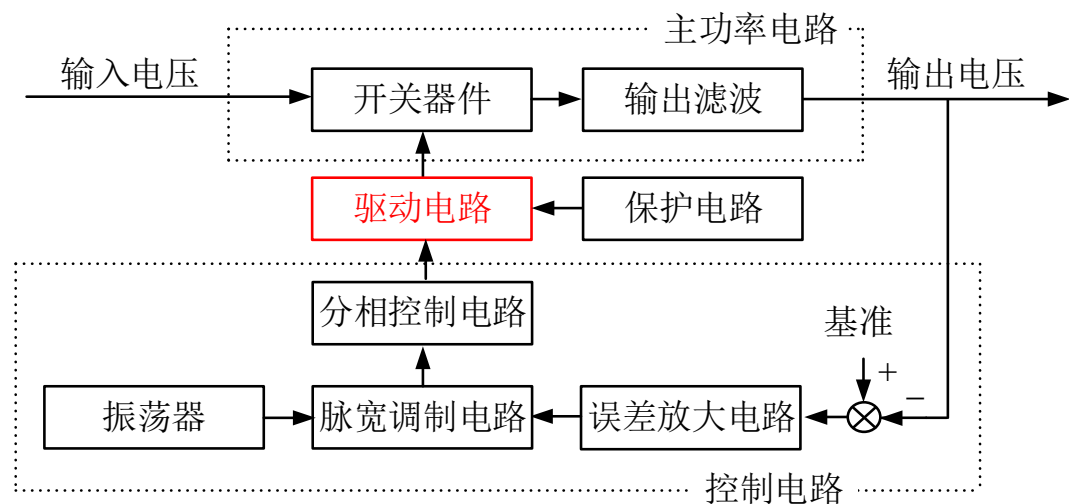 主功率电路
输入电压
开关器件
输出滤波
输出电压
驱动电路
保护电路
分相控制电路
基准
+
−
振荡器
脉宽调制电路
误差放大电路
控制电路